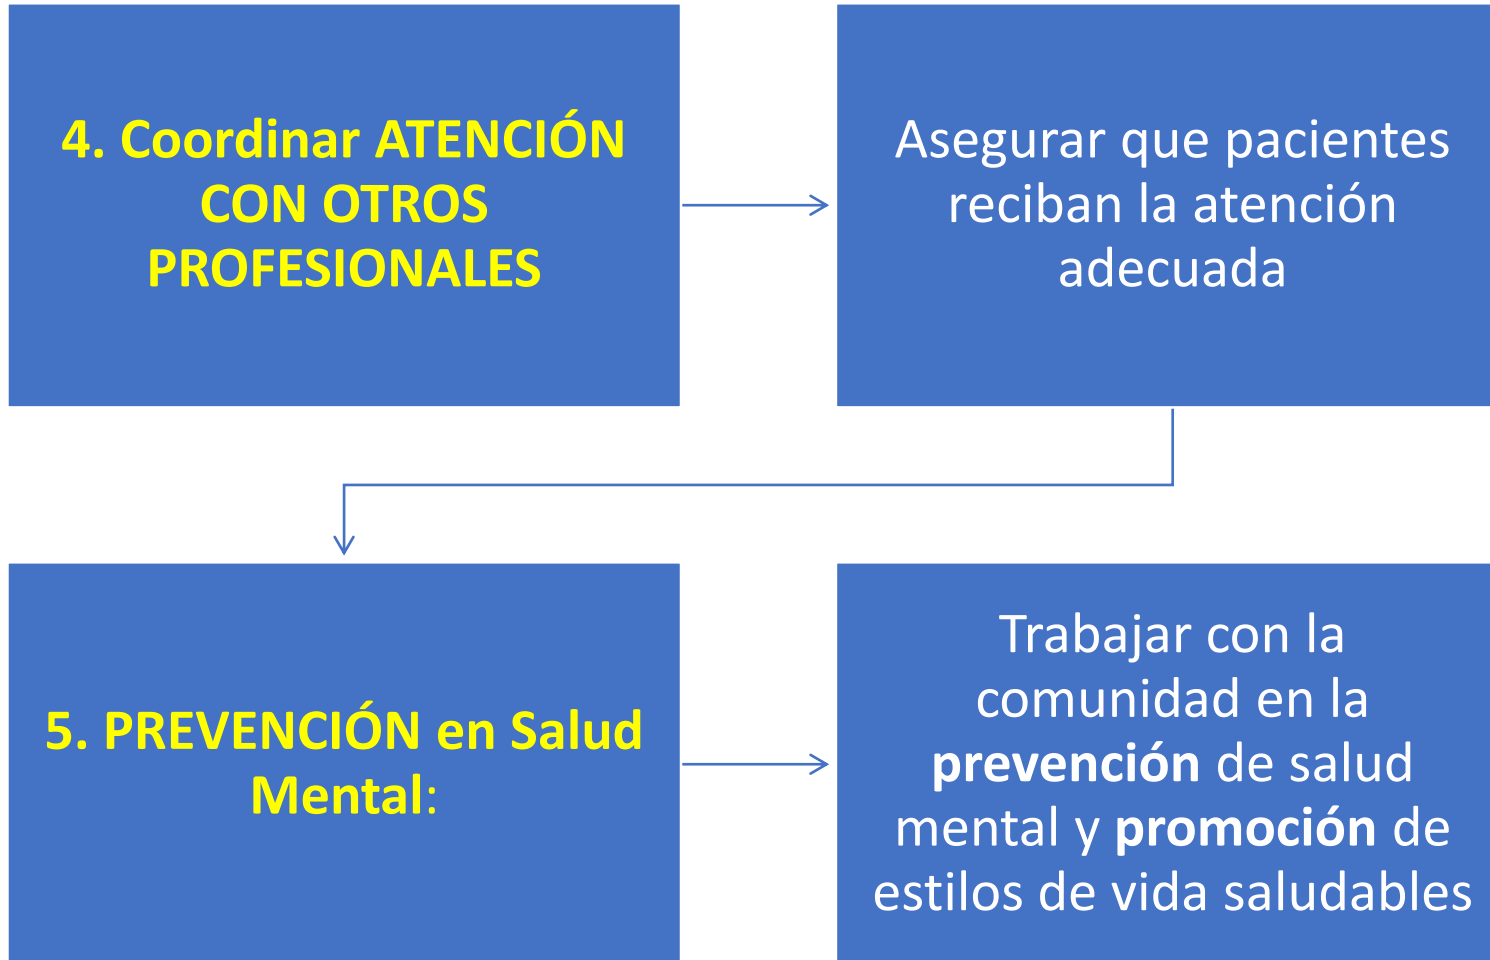 4. Coordinar ATENCIÓN
CON OTROS
PROFESIONALES
Asegurar que pacientes
reciban la atención
adecuada
5. PREVENCIÓN en Salud
Mental:
Trabajar con la
comunidad en la
prevención de salud
mental y promoción de
estilos de vida saludables